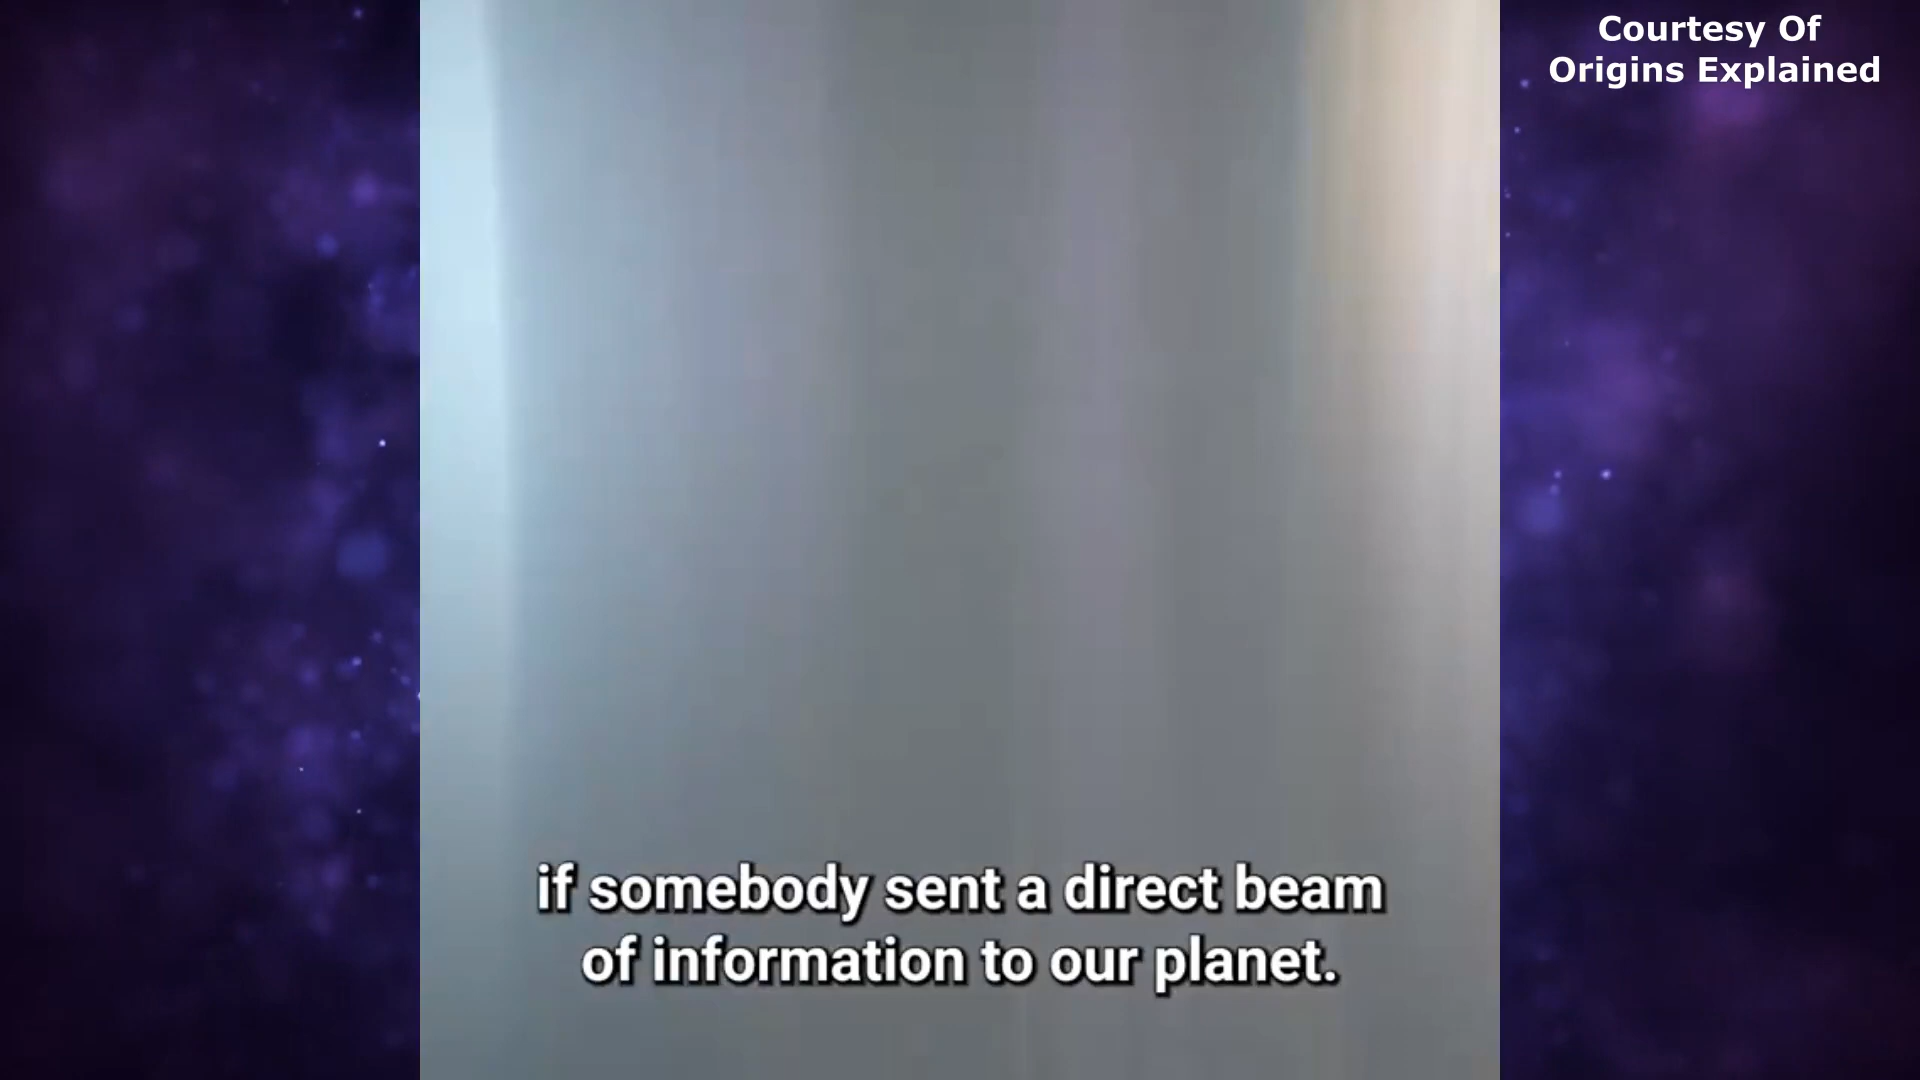 Courtesy Of
Origins Explained
if somebody sent a direct beam
of information to our planet.